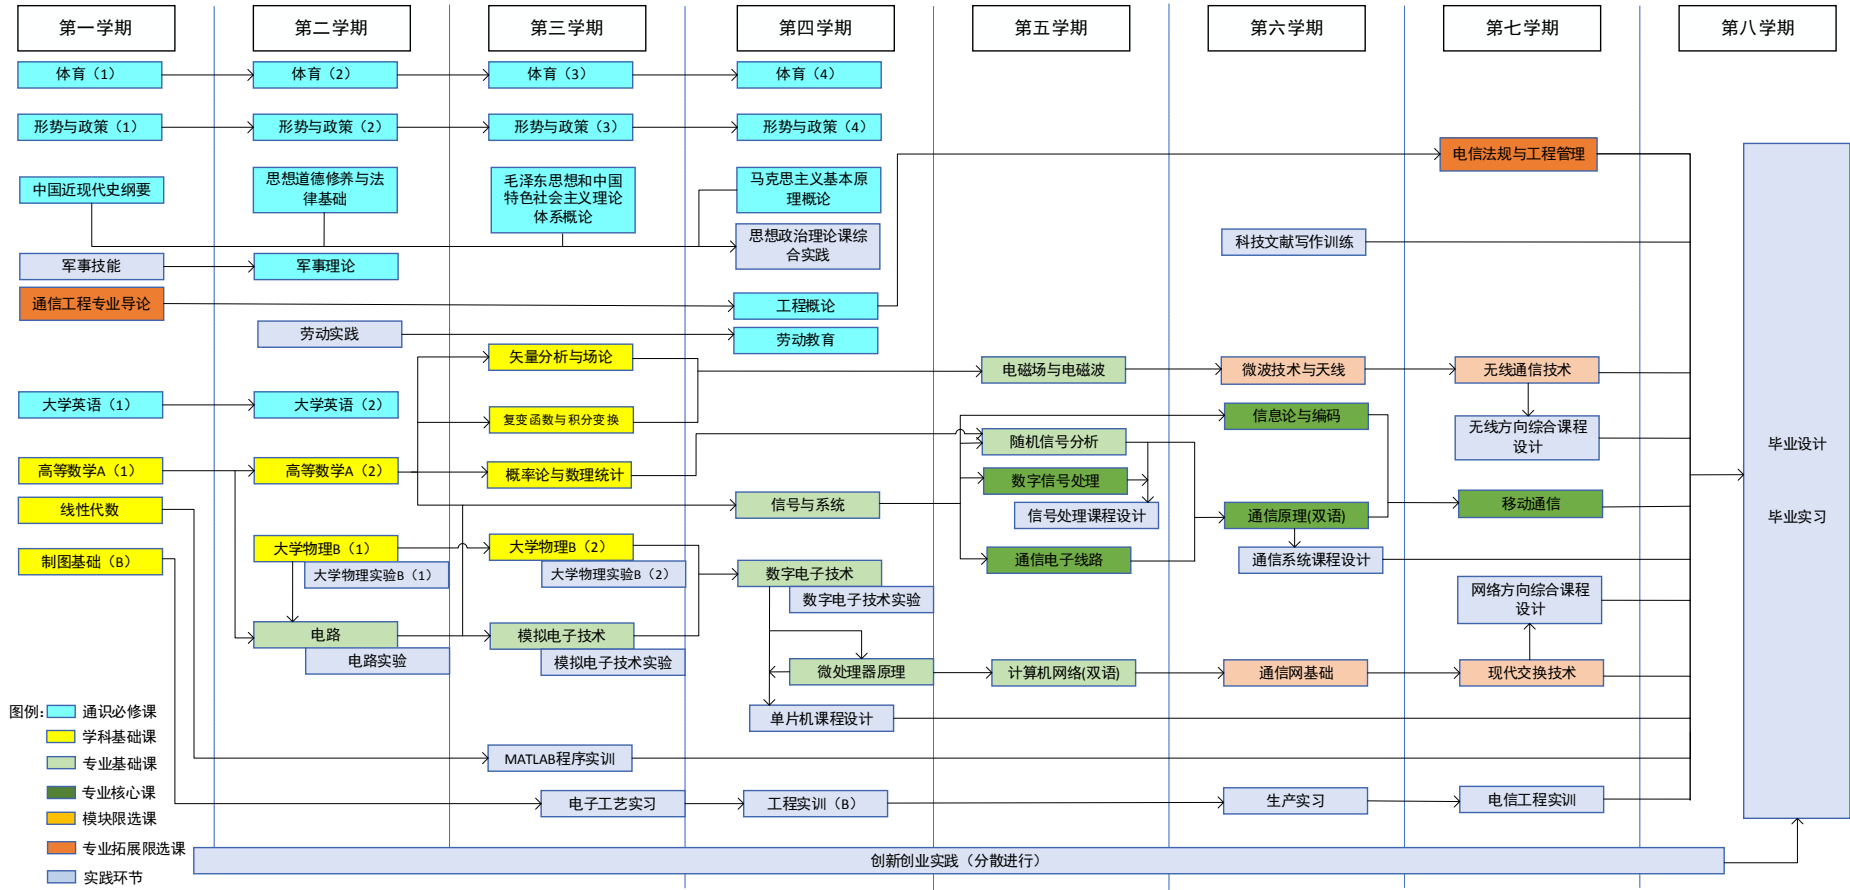 第一学期
第二学期
第三学期
第四学期
第五学期
第六学期
第七学期
第八学期
体育（1）
体育（2）
体育（3）
体育（4）
形势与政策（1）
形势与政策（2）
形势与政策（3）
形势与政策（4）
电信法规与工程管理
中国近现代史纲要
思想道德修养与法
律基础
毛泽东思想和中国
特色社会主义理论
体系概论
马克思主义基本原
理概论
思想政治理论课综
合实践
科技文献写作训练
军事技能
军事理论
通信工程专业导论
工程概论
劳动实践
劳动教育
矢量分析与场论
电磁场与电磁波
微波技术与天线
无线通信技术
大学英语（1）
大学英语（2）
复变函数与积分变换
信息论与编码
随机信号分析
无线方向综合课程
设计
毕业设计
高等数学A（1）
高等数学A（2）
概率论与数理统计
数字信号处理
线性代数
信号与系统
信号处理课程设计
通信原理(双语)
移动通信
毕业实习
制图基础（B）
大学物理B（1）
大学物理实验B（1）
大学物理B（2）
大学物理实验B（2）
数字电子技术
数字电子技术实验
通信电子线路
通信系统课程设计
网络方向综合课程
设计
电路
电路实验
模拟电子技术
模拟电子技术实验
微处理器原理
计算机网络(双语)
通信网基础
现代交换技术
单片机课程设计
MATLAB程序实训
电子工艺实习
工程实训（B）
生产实习
电信工程实训
创新创业实践（分散进行）
图例:
通识必修课
学科基础课
专业基础课
专业核心课
模块限选课
专业拓展限选课
实践环节